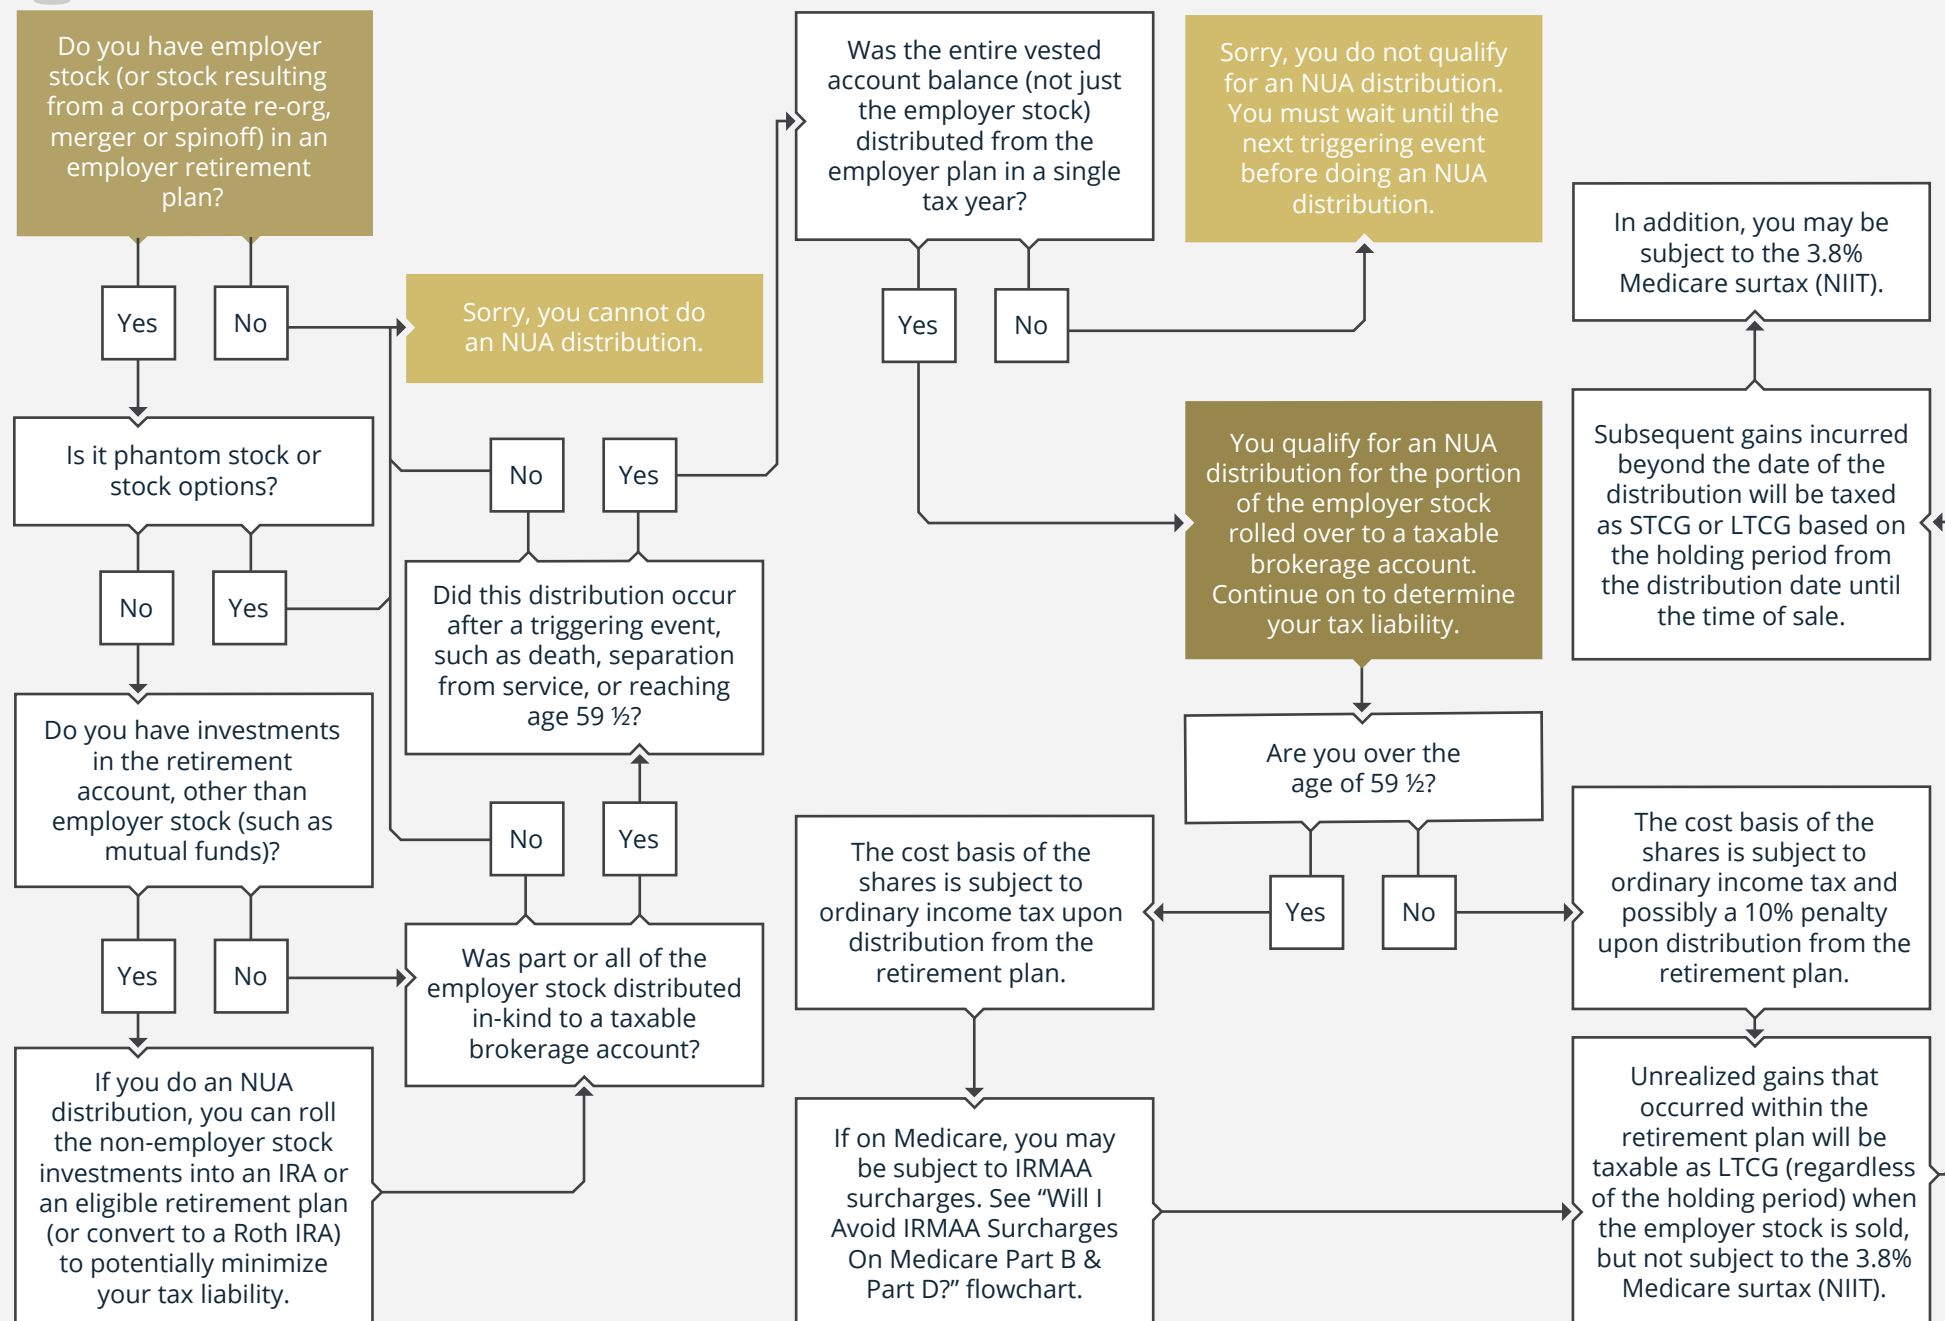 Do you have employer
stock (or stock resulting
from a corporate re-org,
merger or spinoff) in an
employer retirement
plan?
Yes
No
Sorry, you cannot do
an NUA distribution.
Is it phantom stock or
stock options?
No
Yes
Do you have investments
in the retirement
account, other than
employer stock (such as
mutual funds)?
Yes
No
If you do an NUA
distribution, you can roll
the non-employer stock
investments into an IRA or
an eligible retirement plan
(or convert to a Roth IRA)
to potentially minimize
your tax liability.
Was part or all of the
employer stock distributed
in-kind to a taxable
brokerage account?
No
Yes
Did this distribution occur
after a triggering event,
such as death, separation
from service, or reaching
age 59 ½?
No
Yes
Was the entire vested
account balance (not just
the employer stock)
distributed from the
employer plan in a single
tax year?
Yes
No
Sorry, you do not qualify
for an NUA distribution.
You must wait until the
next triggering event
before doing an NUA
distribution.
You qualify for an NUA
distribution for the portion
of the employer stock
rolled over to a taxable
brokerage account.
Continue on to determine
your tax liability.
Are you over the
age of 59 ½?
Yes
No
The cost basis of the
shares is subject to
ordinary income tax upon
distribution from the
retirement plan.
If on Medicare, you may
be subject to IRMAA
surcharges. See “Will I
Avoid IRMAA Surcharges
On Medicare Part B &
Part D?” flowchart.
The cost basis of the
shares is subject to
ordinary income tax and
possibly a 10% penalty
upon distribution from the
retirement plan.
Unrealized gains that
occurred within the
retirement plan will be
taxable as LTCG (regardless
of the holding period) when
the employer stock is sold,
but not subject to the 3.8%
Medicare surtax (NIIT).
Subsequent gains incurred
beyond the date of the
distribution will be taxed
as STCG or LTCG based on
the holding period from
the distribution date until
the time of sale.
In addition, you may be
subject to the 3.8%
Medicare surtax (NIIT).